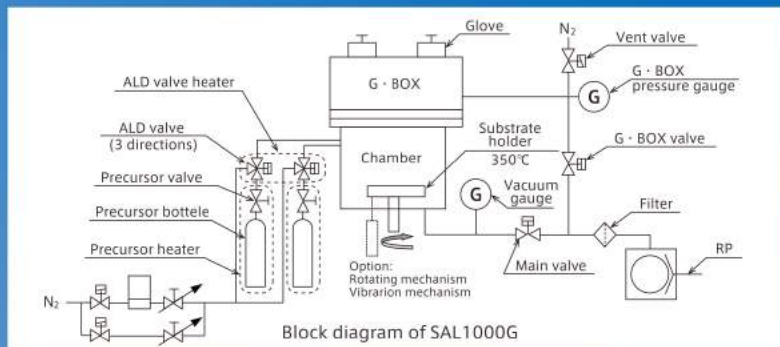 Glove
N₂
Vent valve
G・BOX
pressure gauge
G
G・BOX
ALD valve heater
ALD valve
(3 directions)
Substrate
holder
350℃
G・BOX valve
Chamber
Precursor valve
G
Vacuum
gauge
Filter
Precursor bottele
Precursor heater
Option:
Rotating mechanism
Vibrarion mechanism
Main valve
RP
N₂
Block diagram of SAL1000G